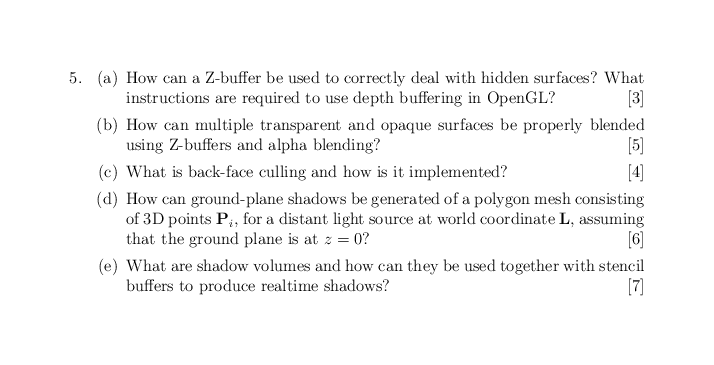 5. (a) How can a Z-buffer be used to correctly deal with hidden surfaces? What
instructions are required to use depth buffering in OpenGL? [3]
(b) How can multiple transparent and opaque surfaces be properly blended
using Z-buffers and alpha blending? [5]
(c) What is back-face culling and how is it implemented? [4]
(d) How can ground-plane shadows be generated of a polygon mesh consisting
of 3D points Pᵢ, for a distant light source at world coordinate L, assuming
that the ground plane is at z = 0? [6]
(e) What are shadow volumes and how can they be used together with stencil
buffers to produce realtime shadows? [7]